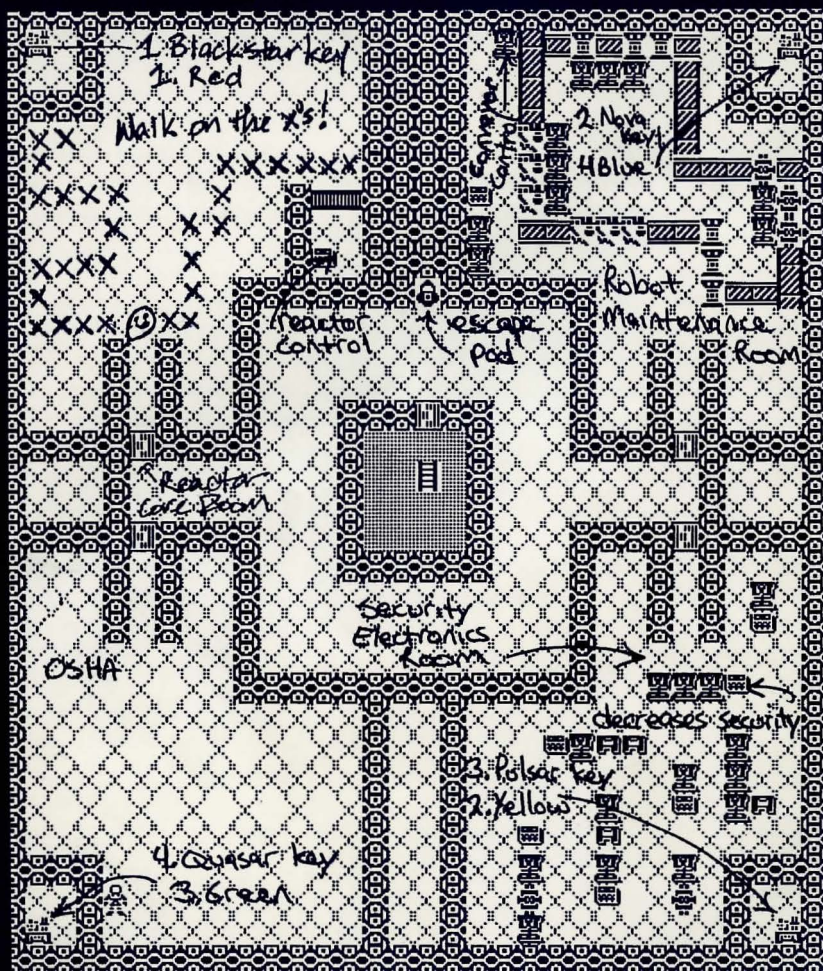 1. Blackstar key
1. Red
Walk on the x's!
X X
X
X X X X X X
X X X X X
X X X
X X X X X
X X
X X X X X X
reactor
control
escape
pod
Conveyor
Control
2. Nova
key
4 Blue
Robot
Maintenance
Room
Reactor
Core Room
Security
Electronics
Room
OSHA
decreases security
3. Pulsar key
2. Yellow
4. Quasar key
3. Green